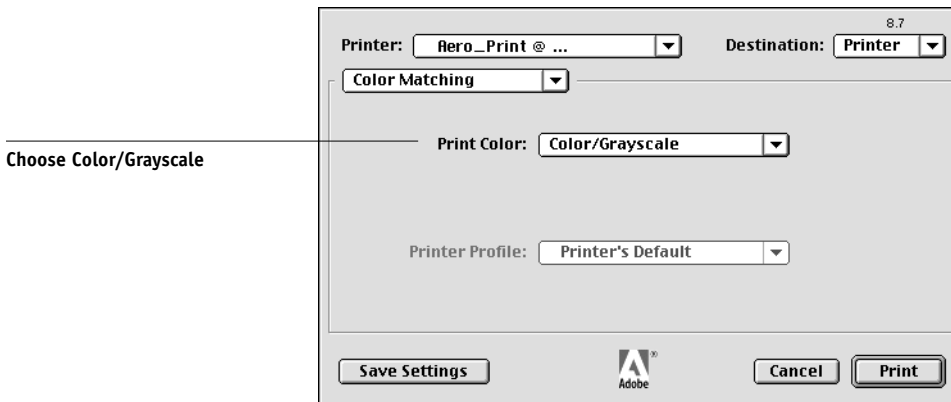 8.7
Printer: Aero_Print @ ... Destination: Printer
Color Matching
Print Color: Color/Grayscale
Choose Color/Grayscale
Printer Profile: Printer's Default
Save Settings Adobe ® Cancel Print